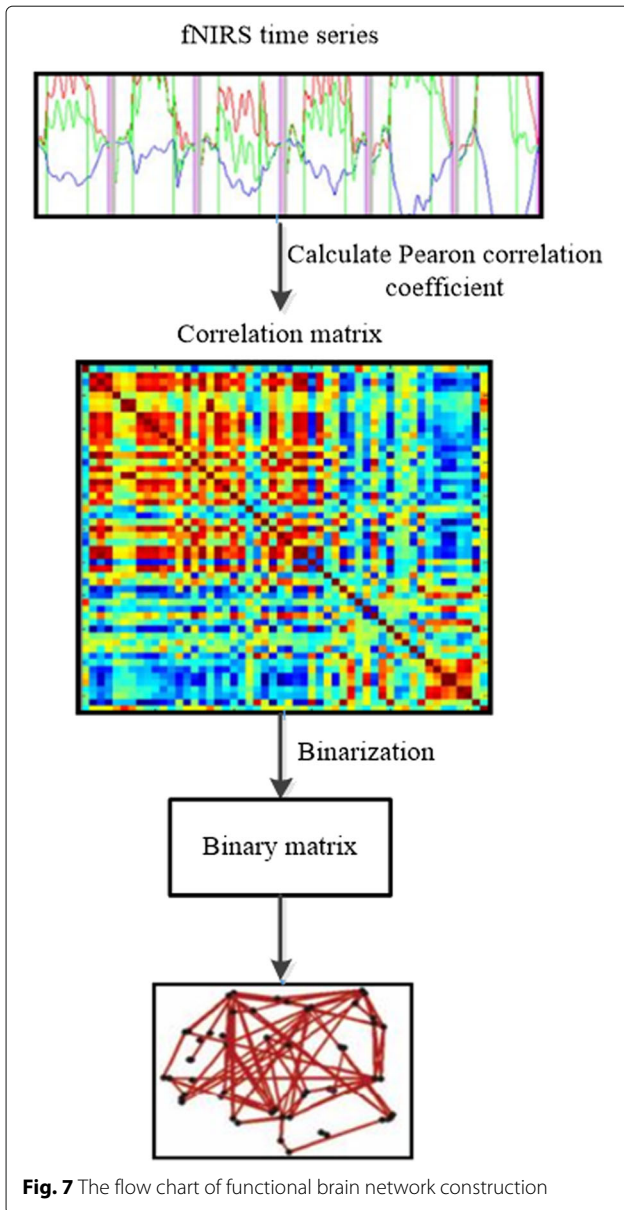 fNIRS time series
Calculate Pearon correlation
coefficient
Correlation matrix
Binarization
Binary matrix
Fig. 7 The flow chart of functional brain network construction